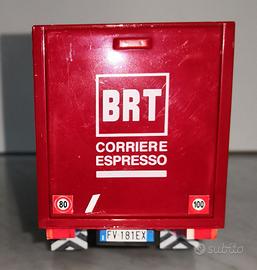 BRT
CORRIERE
ESPRESSO
80 100
FV 181EX
subito